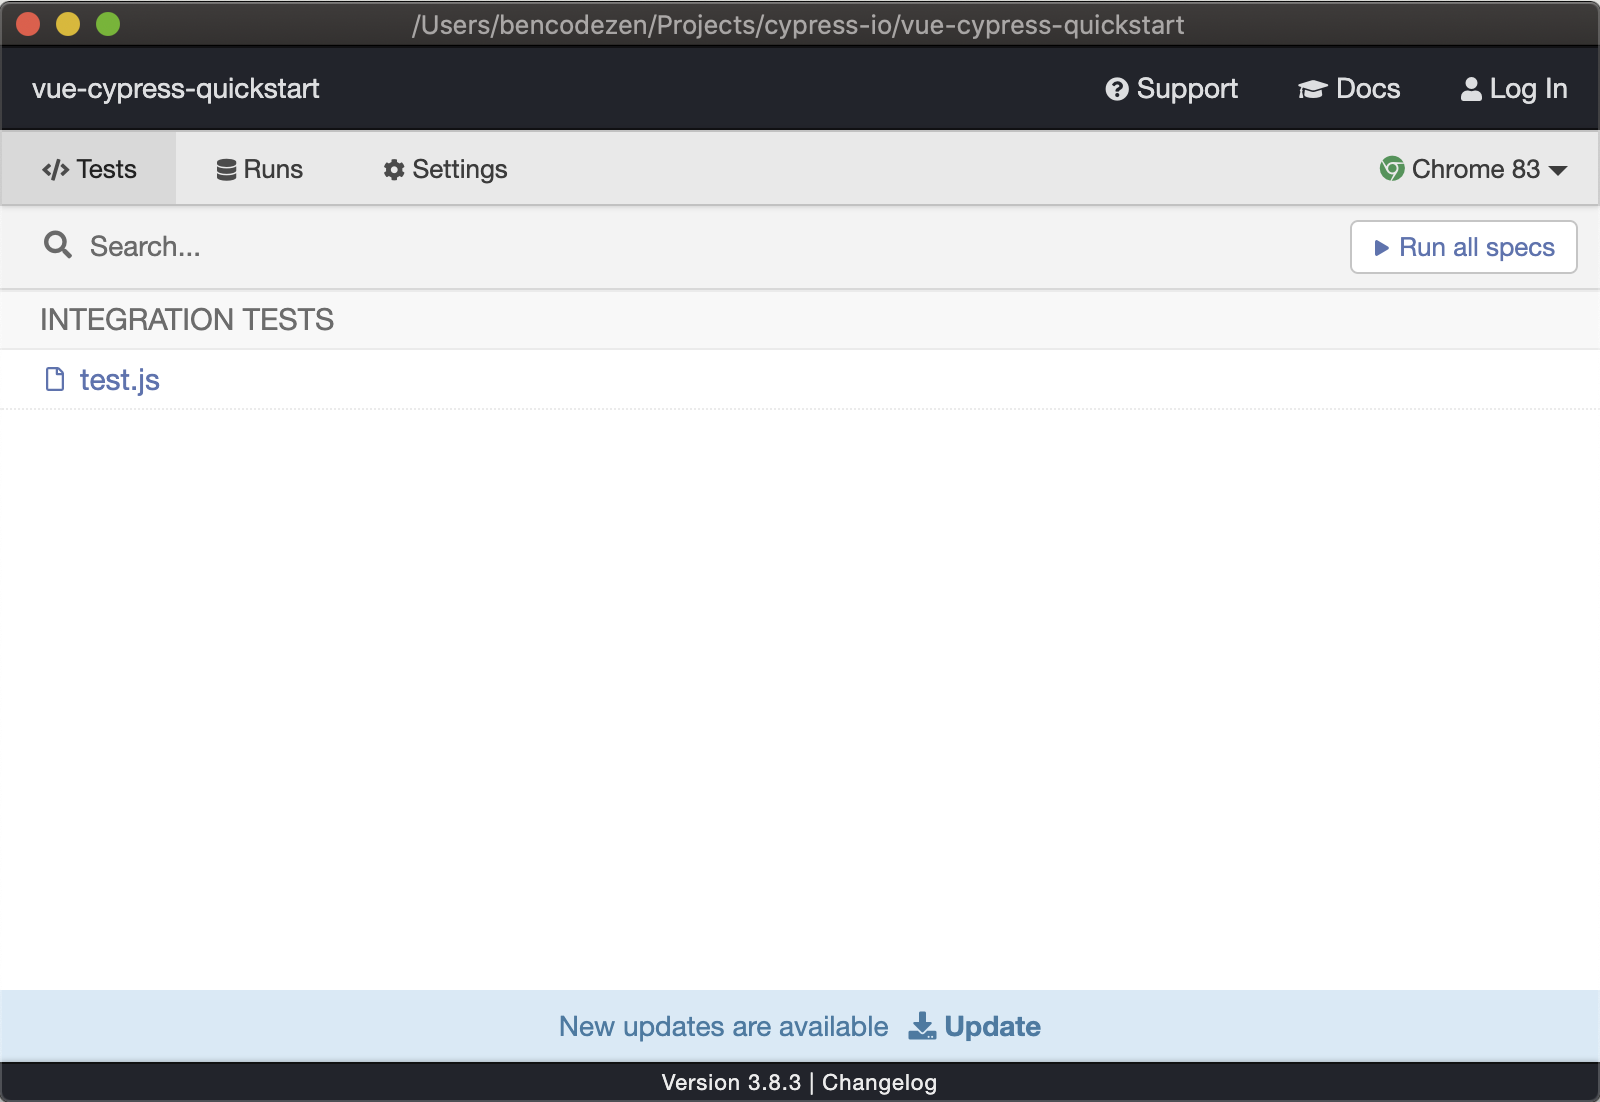 /Users/bencodezen/Projects/cypress-io/vue-cypress-quickstart
vue-cypress-quickstart
Support
Docs
Log In
Tests
Runs
Settings
Chrome 83
Search...
Run all specs
INTEGRATION TESTS
test.js
New updates are available Update
Version 3.8.3 | Changelog